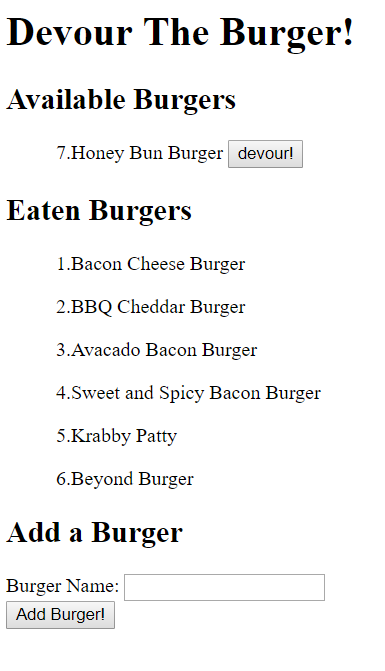 Devour The Burger!
Available Burgers
7.Honey Bun Burger devour!
Eaten Burgers
1.Bacon Cheese Burger
2.BBQ Cheddar Burger
3.Avacado Bacon Burger
4.Sweet and Spicy Bacon Burger
5.Krabby Patty
6.Beyond Burger
Add a Burger
Burger Name:
Add Burger!